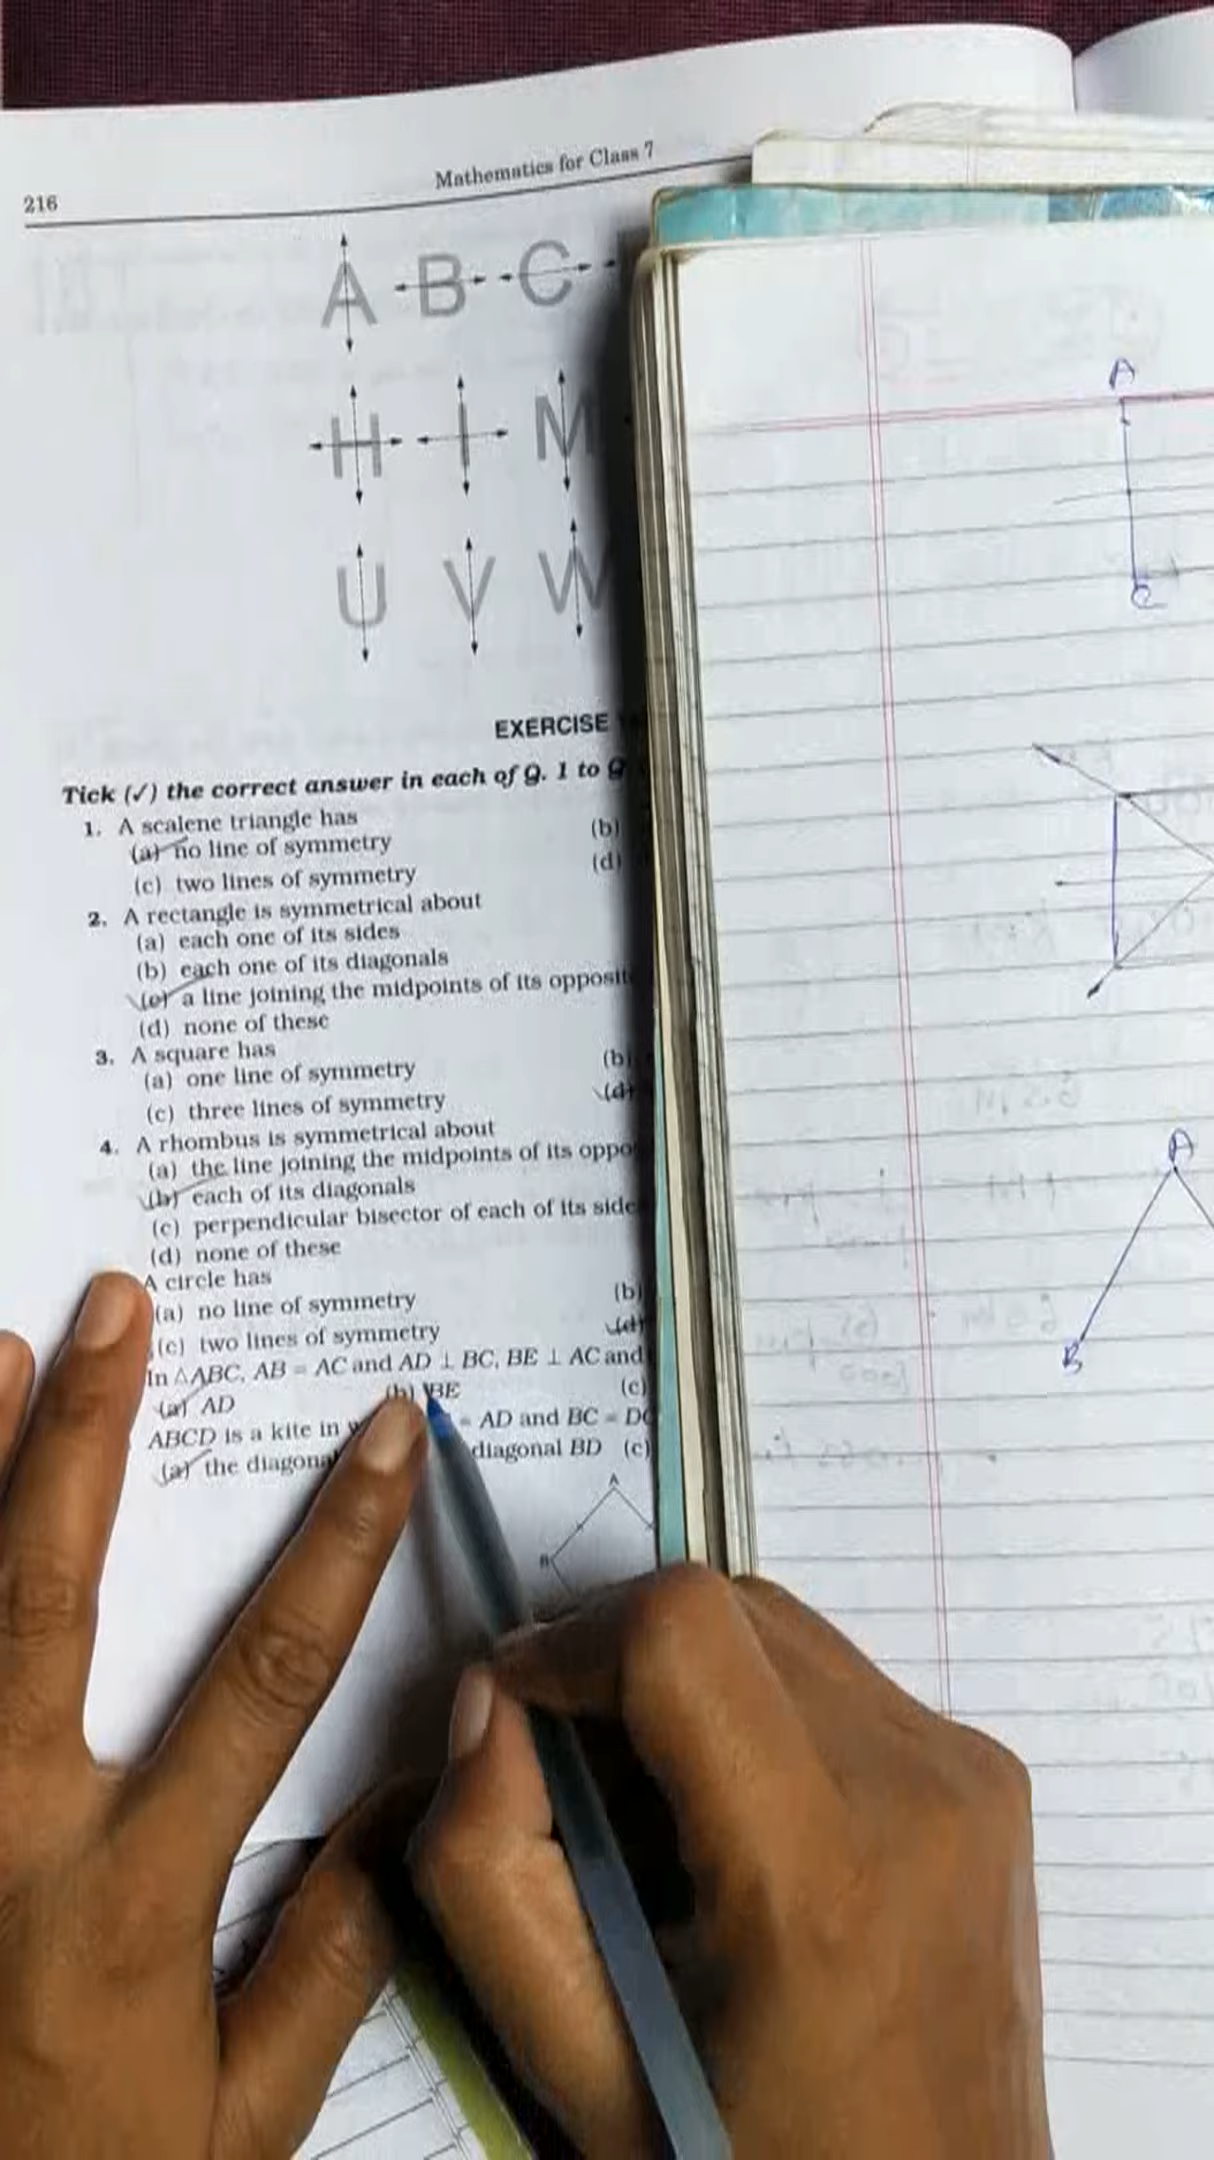 216
Mathematics for Class 7
A B C
H I M
U V W
EXERCISE
Tick (✓) the correct answer in each of Q. 1 to Q
1. A scalene triangle has
(a) no line of symmetry (b)
(c) two lines of symmetry (d)
2. A rectangle is symmetrical about
(a) each one of its sides
(b) each one of its diagonals
(c) a line joining the midpoints of its opposit
(d) none of these
3. A square has
(a) one line of symmetry (b)
(c) three lines of symmetry (d)
4. A rhombus is symmetrical about
(a) the line joining the midpoints of its oppo
(b) each of its diagonals
(c) perpendicular bisector of each of its side
(d) none of these
A circle has
(a) no line of symmetry (b)
(c) two lines of symmetry (d)
In △ABC, AB = AC and AD ⊥ BC, BE ⊥ AC and
(a) AD (b) BE (c)
ABCD is a kite in = AD and BC = DC
(a) the diagona diagonal BD (c)
A
B
A
C
A
B